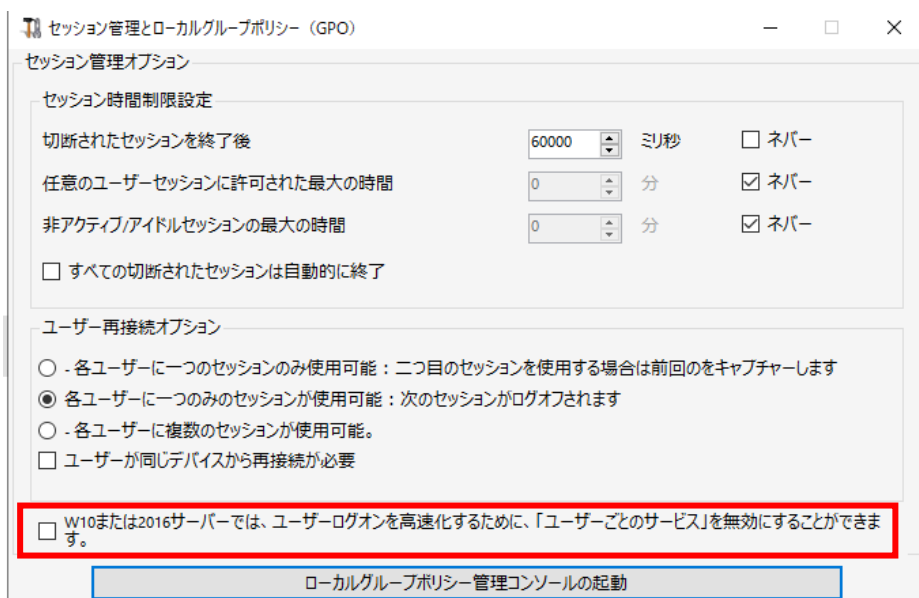 セッション管理とローカルグループポリシー（GPO）
セッション管理オプション
セッション時間制限設定
切断されたセッションを終了後 60000 ミリ秒 ネバー
任意のユーザーセッションに許可された最大の時間 0 分 ネバー
非アクティブ/アイドルセッションの最大の時間 0 分 ネバー
すべての切断されたセッションは自動的に終了
ユーザー再接続オプション
- 各ユーザーに一つのセッションのみ使用可能：二つ目のセッションを使用する場合は前回のをキャプチャーします
各ユーザーに一つのみのセッションが使用可能：次のセッションがログオフされます
- 各ユーザーに複数のセッションが使用可能。
ユーザーが同じデバイスから再接続が必要
W10または2016サーバーでは、ユーザーログオンを高速化するために、「ユーザーごとのサービス」を無効にすることができま
す。
ローカルグループポリシー管理コンソールの起動